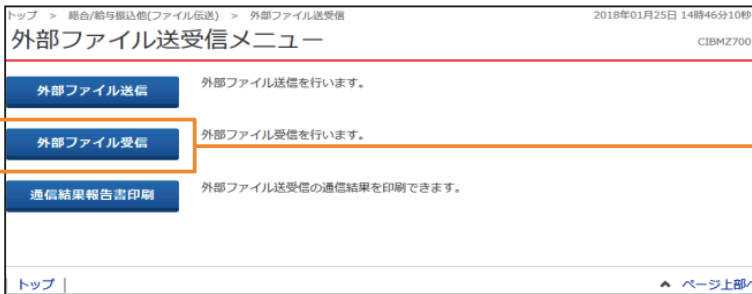 トップ > 総合/給与振込他(ファイル伝送) > 外部ファイル送受信
2018年01月25日 14時46分10秒
外部ファイル送受信メニュー
CIBMZ700
外部ファイル送信
外部ファイル送信を行います。
外部ファイル受信
外部ファイル受信を行います。
通信結果報告書印刷
外部ファイル送受信の通信結果を印刷できます。
トップ |
ページ上部へ